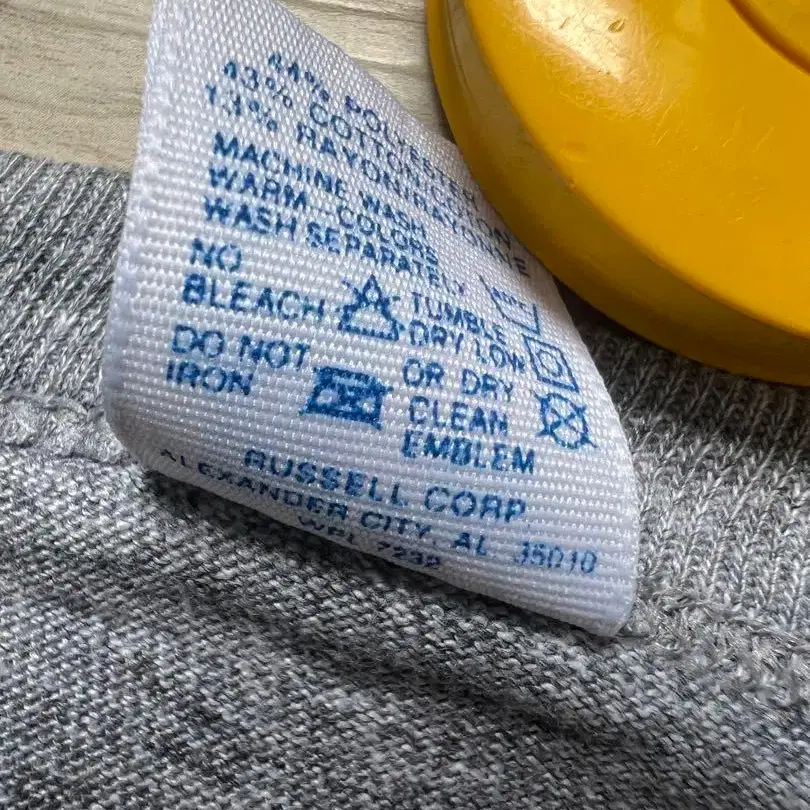 44% POLYESTER
43% COTTON/COTON
13% RAYON/RAYONNE
MACHINE WASH
WARM—COLORS
WASH SEPARATELY
NO
BLEACH
TUMBLE
DRY LOW
DO NOT
IRON
OR DRY
CLEAN
EMBLEM
RUSSELL CORP
ALEXANDER CITY, AL 35010
WPL 7232